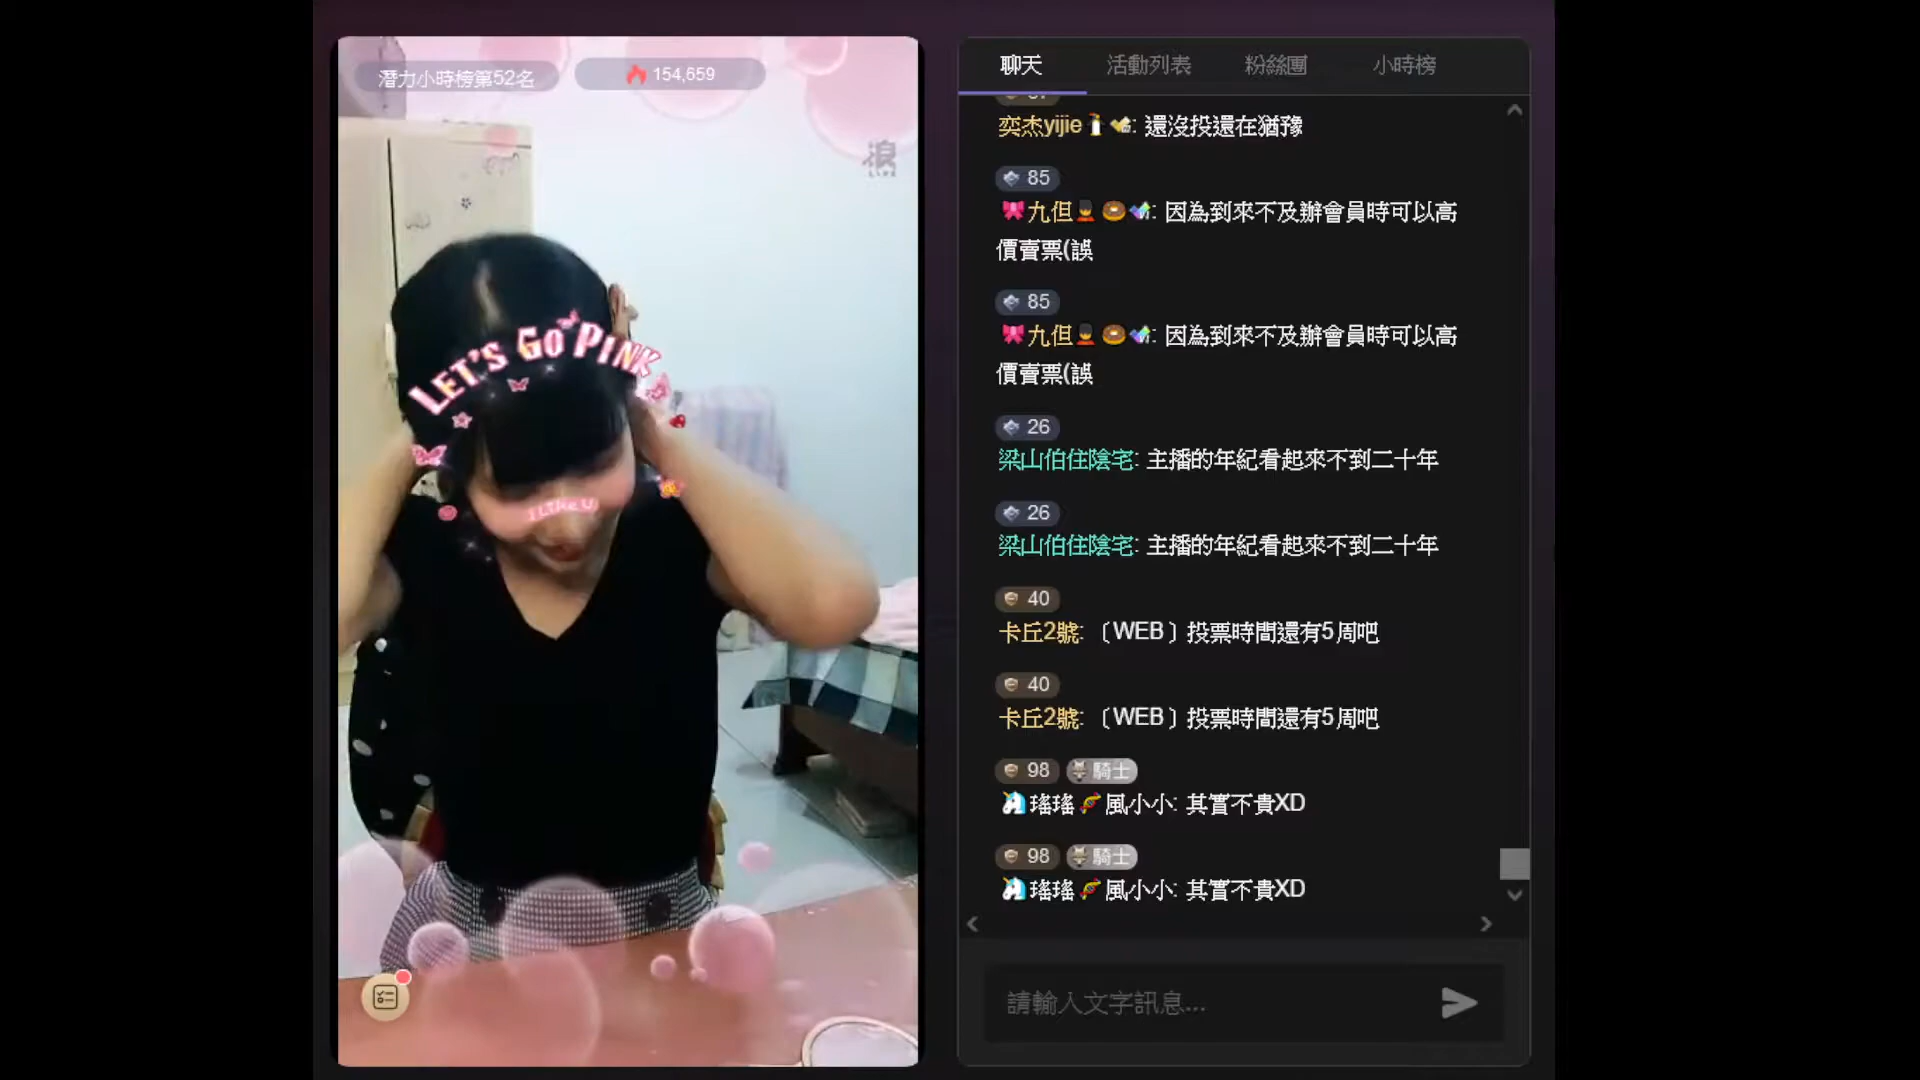 潛力小時榜第52名
154,659
浪
LIVE
LET'S GO PINK
I Like U
聊天
活動列表
粉絲團
小時榜
奕杰yijie: 還沒投還在猶豫
85
九但: 因為到來不及辦會員時可以高
價賣票(誤
85
九但: 因為到來不及辦會員時可以高
價賣票(誤
26
梁山伯住陰宅: 主播的年紀看起來不到二十年
26
梁山伯住陰宅: 主播的年紀看起來不到二十年
40
卡丘2號: 〔WEB〕投票時間還有5周吧
40
卡丘2號: 〔WEB〕投票時間還有5周吧
98 騎士
瑤瑤風小小: 其實不貴XD
98 騎士
瑤瑤風小小: 其實不貴XD
請輸入文字訊息...